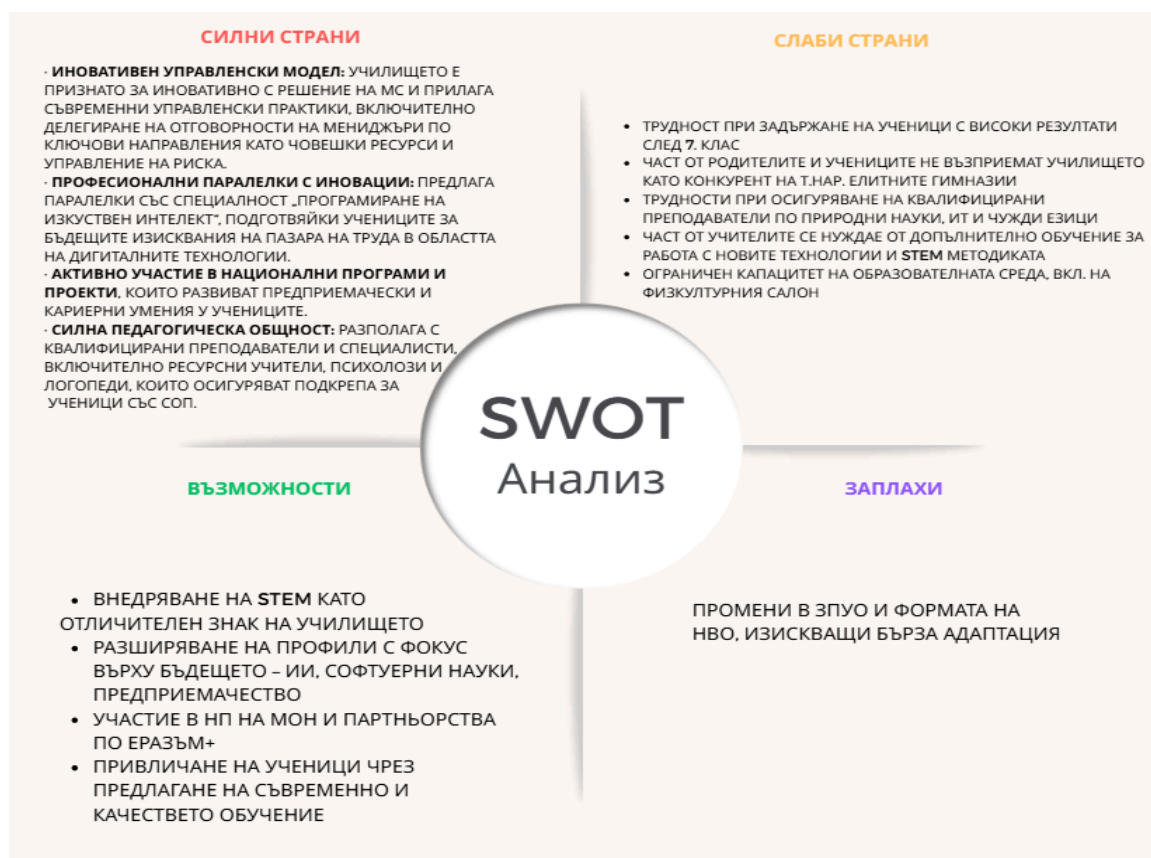 СИЛНИ СТРАНИ
· ИНОВАТИВЕН УПРАВЛЕНСКИ МОДЕЛ: УЧИЛИЩЕТО Е
ПРИЗНАТО ЗА ИНОВАТИВНО С РЕШЕНИЕ НА МС И ПРИЛАГА
СЪВРЕМЕННИ УПРАВЛЕНСКИ ПРАКТИКИ, ВКЛЮЧИТЕЛНО
ДЕЛЕГИРАНЕ НА ОТГОВОРНОСТИ НА МЕНИДЖЪРИ ПО
КЛЮЧОВИ НАПРАВЛЕНИЯ КАТО ЧОВЕШКИ РЕСУРСИ И
УПРАВЛЕНИЕ НА РИСКА.
· ПРОФЕСИОНАЛНИ ПАРАЛЕЛКИ С ИНОВАЦИИ: ПРЕДЛАГА
ПАРАЛЕЛКИ СЪС СПЕЦИАЛНОСТ „ПРОГРАМИРАНЕ НА
ИЗКУСТВЕН ИНТЕЛЕКТ“, ПОДГОТВЯЙКИ УЧЕНИЦИТЕ ЗА
БЪДЕЩИТЕ ИЗИСКВАНИЯ НА ПАЗАРА НА ТРУДА В ОБЛАСТТА
НА ДИГИТАЛНИТЕ ТЕХНОЛОГИИ.
· АКТИВНО УЧАСТИЕ В НАЦИОНАЛНИ ПРОГРАМИ И
ПРОЕКТИ, КОИТО РАЗВИВАТ ПРЕДПРИЕМАЧЕСКИ И
КАРИЕРНИ УМЕНИЯ У УЧЕНИЦИТЕ.
· СИЛНА ПЕДАГОГИЧЕСКА ОБЩНОСТ: РАЗПОЛАГА С
КВАЛИФИЦИРАНИ ПРЕПОДАВАТЕЛИ И СПЕЦИАЛИСТИ,
ВКЛЮЧИТЕЛНО РЕСУРСНИ УЧИТЕЛИ, ПСИХОЛОЗИ И
ЛОГОПЕДИ, КОИТО ОСИГУРЯВАТ ПОДКРЕПА ЗА
УЧЕНИЦИ СЪС СОП.
СЛАБИ СТРАНИ
• ТРУДНОСТ ПРИ ЗАДЪРЖАНЕ НА УЧЕНИЦИ С ВИСОКИ РЕЗУЛТАТИ
СЛЕД 7. КЛАС
• ЧАСТ ОТ РОДИТЕЛИТЕ И УЧЕНИЦИТЕ НЕ ВЪЗПРИЕМАТ УЧИЛИЩЕТО
КАТО КОНКУРЕНТ НА Т.НАР. ЕЛИТНИТЕ ГИМНАЗИИ
• ТРУДНОСТИ ПРИ ОСИГУРЯВАНЕ НА КВАЛИФИЦИРАНИ
ПРЕПОДАВАТЕЛИ ПО ПРИРОДНИ НАУКИ, ИТ И ЧУЖДИ ЕЗИЦИ
• ЧАСТ ОТ УЧИТЕЛИТЕ СЕ НУЖДАЕ ОТ ДОПЪЛНИТЕЛНО ОБУЧЕНИЕ ЗА
РАБОТА С НОВИТЕ ТЕХНОЛОГИИ И STEM МЕТОДИКАТА
• ОГРАНИЧЕН КАПАЦИТЕТ НА ОБРАЗОВАТЕЛНАТА СРЕДА, ВКЛ. НА
ФИЗКУЛТУРНИЯ САЛОН
SWOT
Анализ
ВЪЗМОЖНОСТИ
• ВНЕДРЯВАНЕ НА STEM КАТО
ОТЛИЧИТЕЛЕН ЗНАК НА УЧИЛИЩЕТО
• РАЗШИРЯВАНЕ НА ПРОФИЛИ С ФОКУС
ВЪРХУ БЪДЕЩЕТО – ИИ, СОФТУЕРНИ НАУКИ,
ПРЕДПРИЕМАЧЕСТВО
• УЧАСТИЕ В НП НА МОН И ПАРТНЬОРСТВА
ПО ЕРАЗЪМ+
• ПРИВЛИЧАНЕ НА УЧЕНИЦИ ЧРЕЗ
ПРЕДЛАГАНЕ НА СЪВРЕМЕННО И
КАЧЕСТВЕТО ОБУЧЕНИЕ
ЗАПЛАХИ
ПРОМЕНИ В ЗПУО И ФОРМАТА НА
НВО, ИЗИСКВАЩИ БЪРЗА АДАПТАЦИЯ